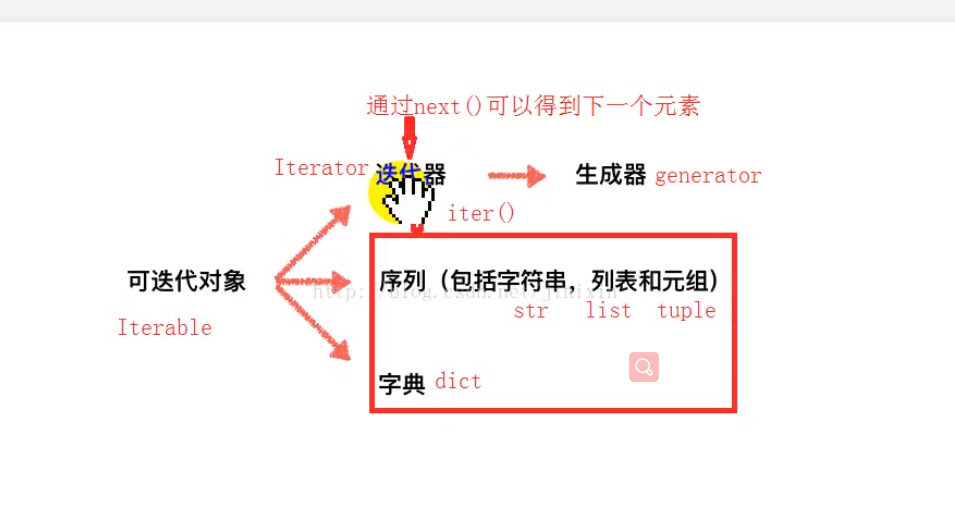 通过next()可以得到下一个元素
Iterator 迭代器 生成器 generator
iter()
可迭代对象 序列（包括字符串，列表和元组）
http://blog.csdn.net/jinixin
Iterable str list tuple
字典 dict